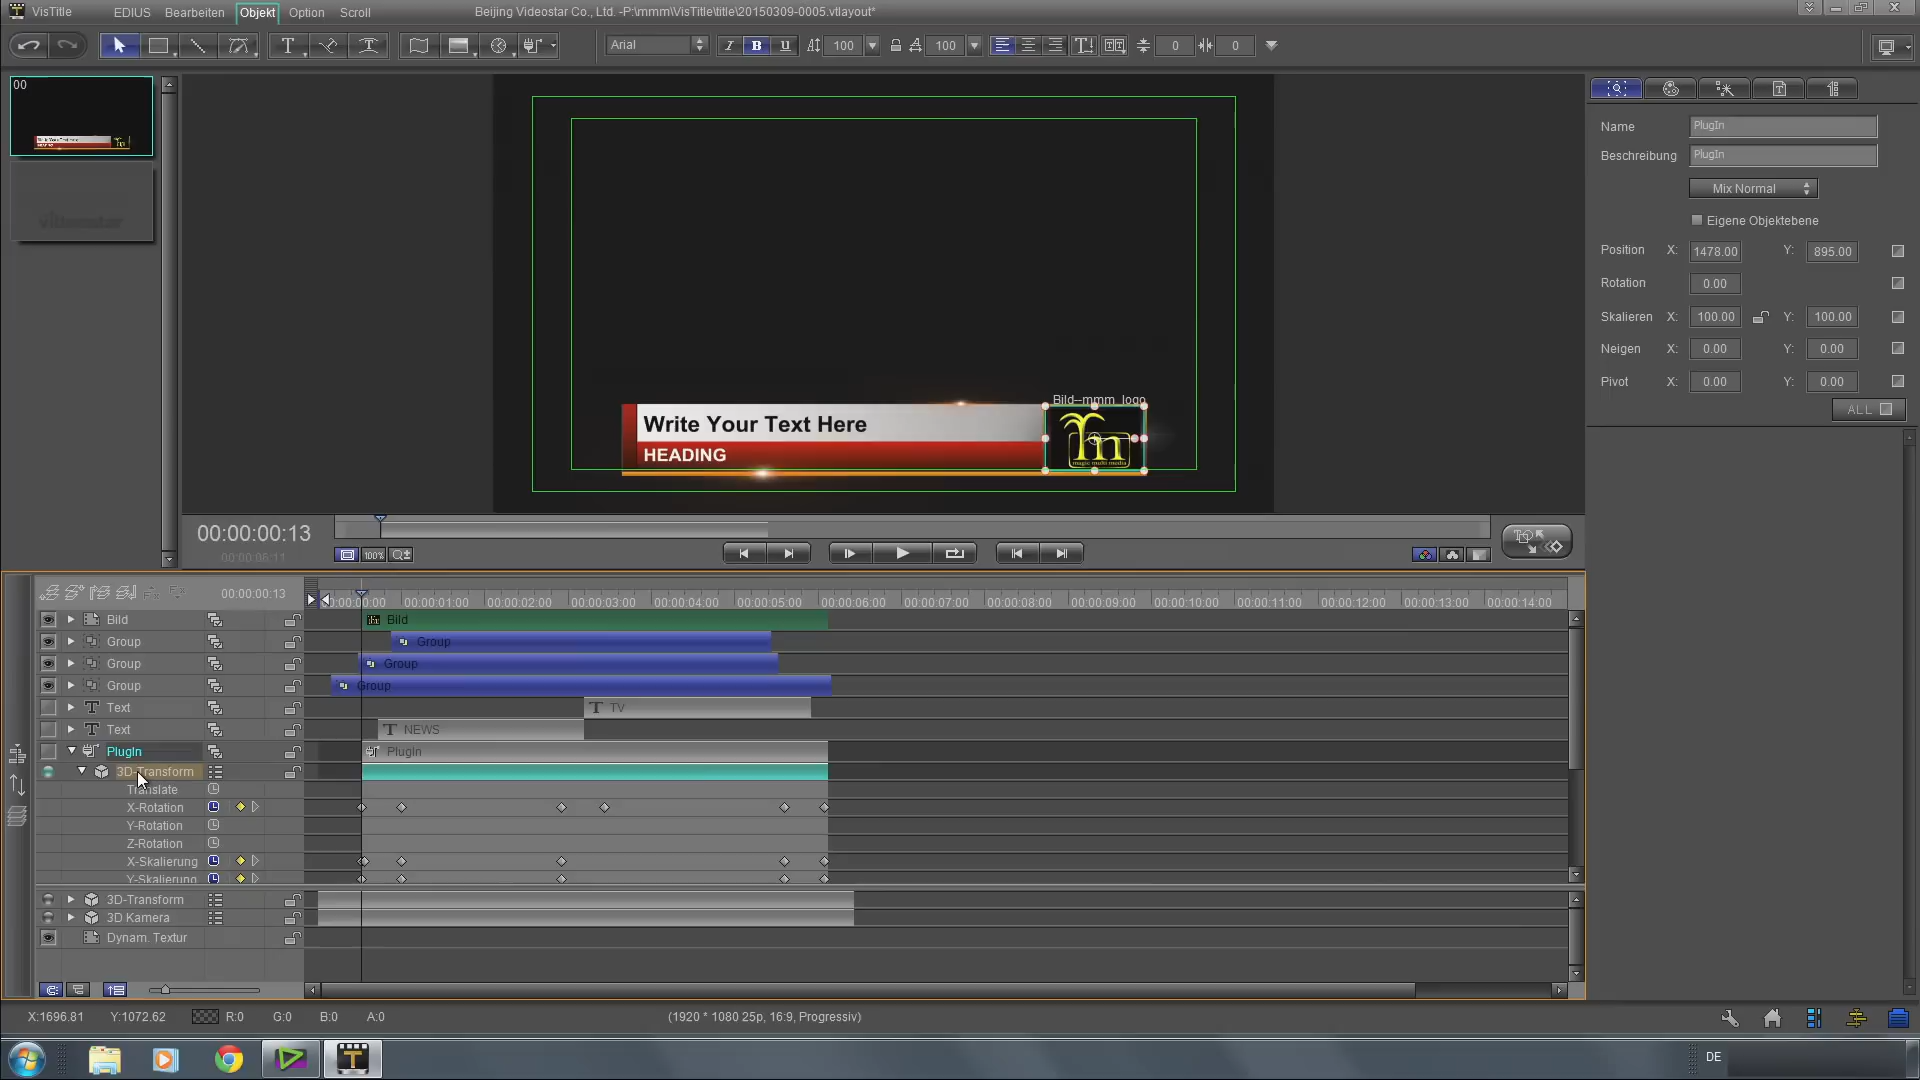 VisTitle EDIUS Bearbeiten Objekt Option Scroll Beijing Videostar Co., Ltd. -P:\mmm\VisTitle\title\20150309-0005.vtlayout*
Arial I B U 100 100 0 0
00
Name PlugIn
Beschreibung PlugIn
Mix Normal
Eigene Objektebene
Position X: 1478.00 Y: 895.00
Rotation 0.00
Skalieren X: 100.00 Y: 100.00
Neigen X: 0.00 Y: 0.00
Pivot X: 0.00 Y: 0.00
ALL
Bild--mmm_logo
Write Your Text Here
HEADING
magic multi media
00:00:00:13
00:00:06:11
100%
00:00:00:13
0:00:00:00 00:00:01:00 00:00:02:00 00:00:03:00 00:00:04:00 00:00:05:00 00:00:06:00 00:00:07:00 00:00:08:00 00:00:09:00 00:00:10:00 00:00:11:00 00:00:12:00 00:00:13:00 00:00:14:00
Bild Bild
Group Group
Group Group
Group Group
Text TV
Text NEWS
PlugIn PlugIn
3D-Transform
Translate
X-Rotation
Y-Rotation
Z-Rotation
X-Skalierung
Y-Skalierung
3D-Transform
3D Kamera
Dynam. Textur
X:1696.81 Y:1072.62 R:0 G:0 B:0 A:0 (1920 * 1080 25p, 16:9, Progressiv)
DE